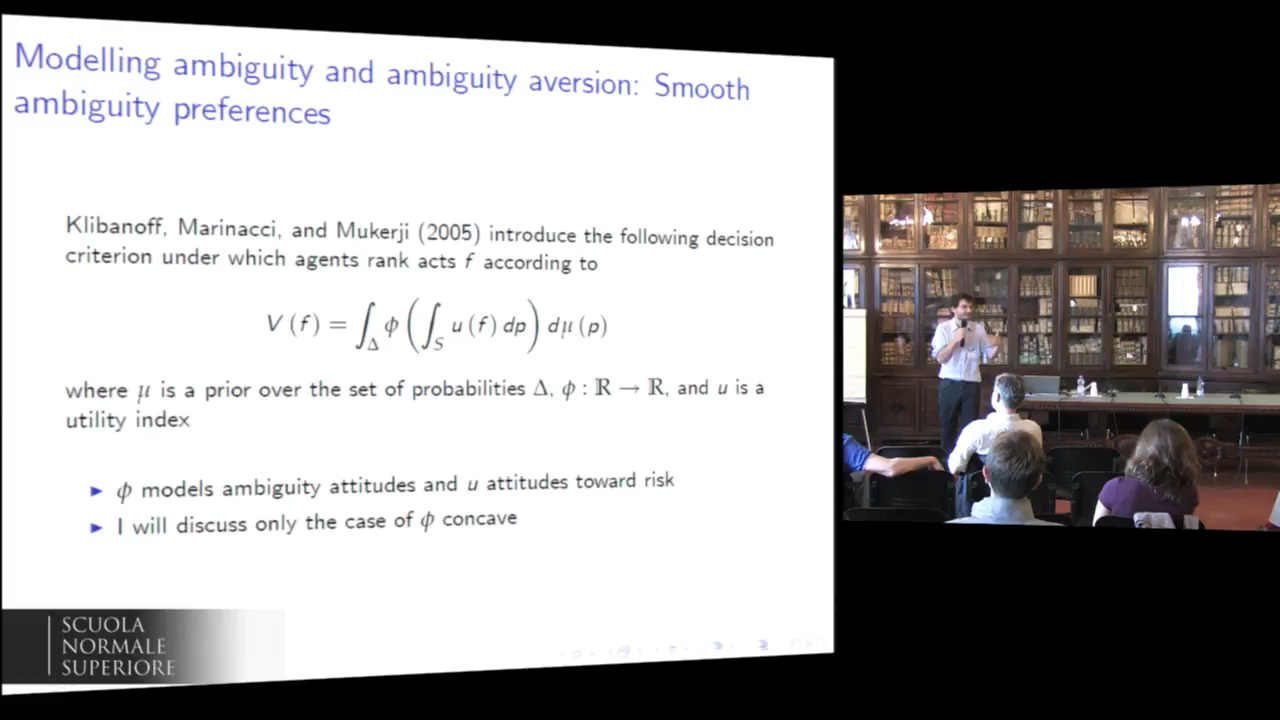 Modelling ambiguity and ambiguity aversion: Smooth
ambiguity preferences
Klibanoff, Marinacci, and Mukerji (2005) introduce the following decision
criterion under which agents rank acts f according to
V (f) = ∫_Δ ϕ (∫_S u (f) dp) dμ (p)
where μ is a prior over the set of probabilities Δ, ϕ : ℝ → ℝ, and u is a
utility index
► ϕ models ambiguity attitudes and u attitudes toward risk
► I will discuss only the case of ϕ concave
SCUOLA
NORMALE
SUPERIORE